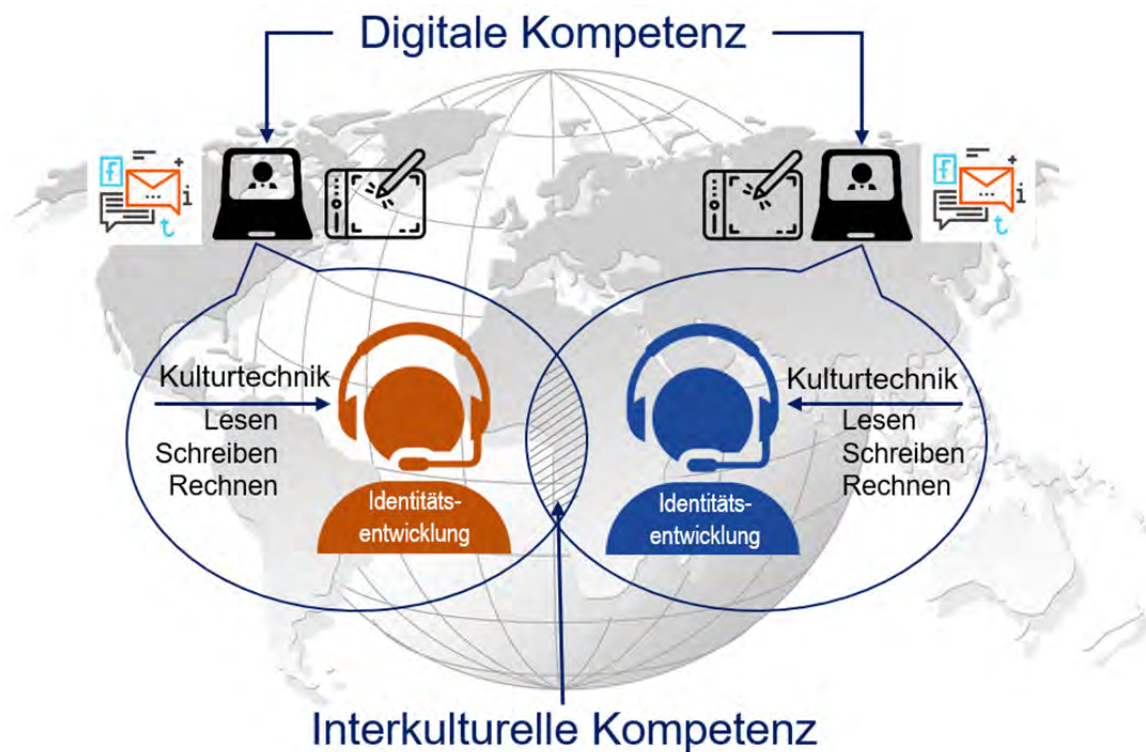 Digitale Kompetenz
f
i
t
f
i
t
Kulturtechnik
Lesen
Schreiben
Rechnen
Identitäts-
entwicklung
Identitäts-
entwicklung
Kulturtechnik
Lesen
Schreiben
Rechnen
Interkulturelle Kompetenz